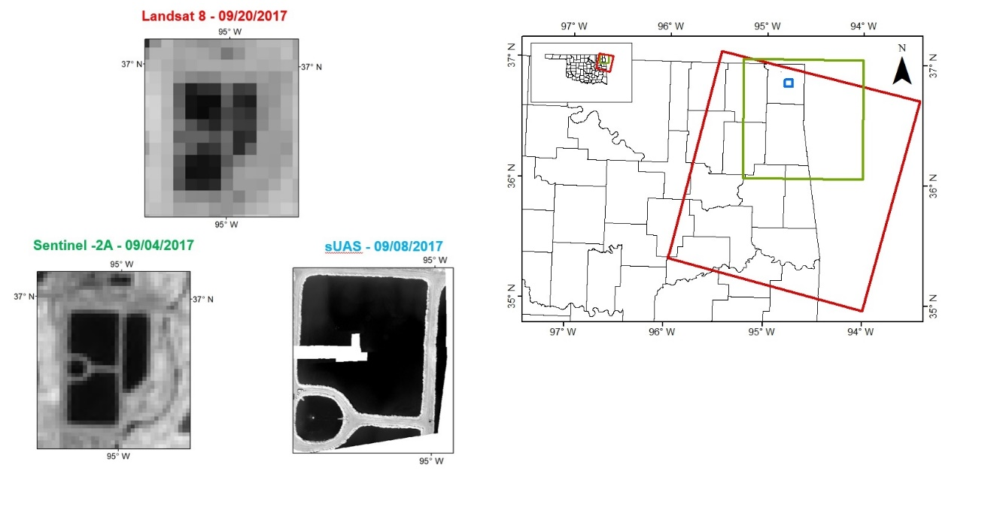 Landsat 8 - 09/20/2017
95° W
37° N
37° N
95° W
Sentinel -2A - 09/04/2017
95° W
37° N
37° N
95° W
sUAS - 09/08/2017
95° W
95° W
97° W
96° W
95° W
94° W
37° N
36° N
35° N
N
37° N
36° N
35° N
97° W
96° W
95° W
94° W